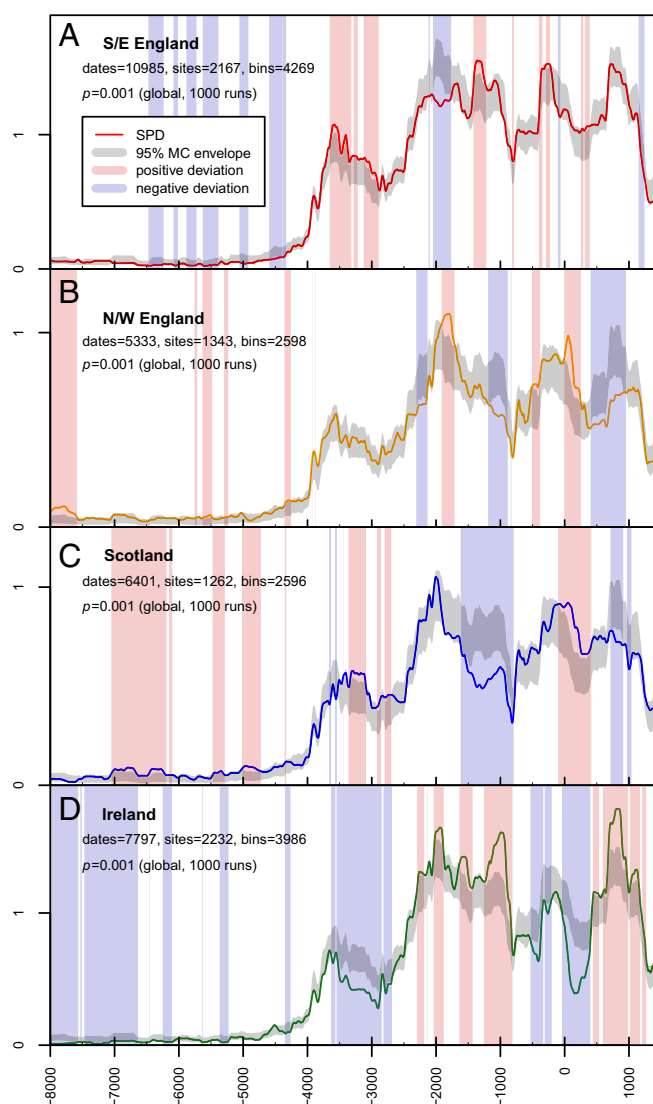 A
S/E England
dates=10985, sites=2167, bins=4269
p=0.001 (global, 1000 runs)
SPD
95% MC envelope
positive deviation
negative deviation
1
0
B
N/W England
dates=5333, sites=1343, bins=2598
p=0.001 (global, 1000 runs)
1
0
C
Scotland
dates=6401, sites=1262, bins=2596
p=0.001 (global, 1000 runs)
1
0
D
Ireland
dates=7797, sites=2232, bins=3986
p=0.001 (global, 1000 runs)
1
0
-8000 -7000 -6000 -5000 -4000 -3000 -2000 -1000 0 1000